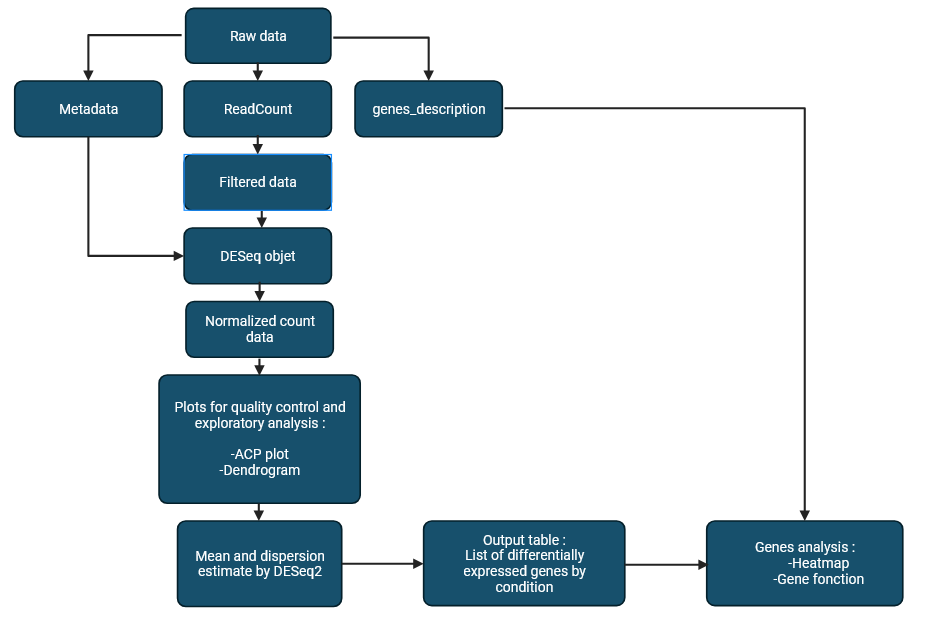 Raw data
Metadata
ReadCount
genes_description
Filtered data
DESeq objet
Normalized count
data
Plots for quality control and
exploratory analysis :
-ACP plot
-Dendrogram
Mean and dispersion
estimate by DESeq2
Output table :
List of differentially
expressed genes by
condition
Genes analysis :
-Heatmap
-Gene fonction